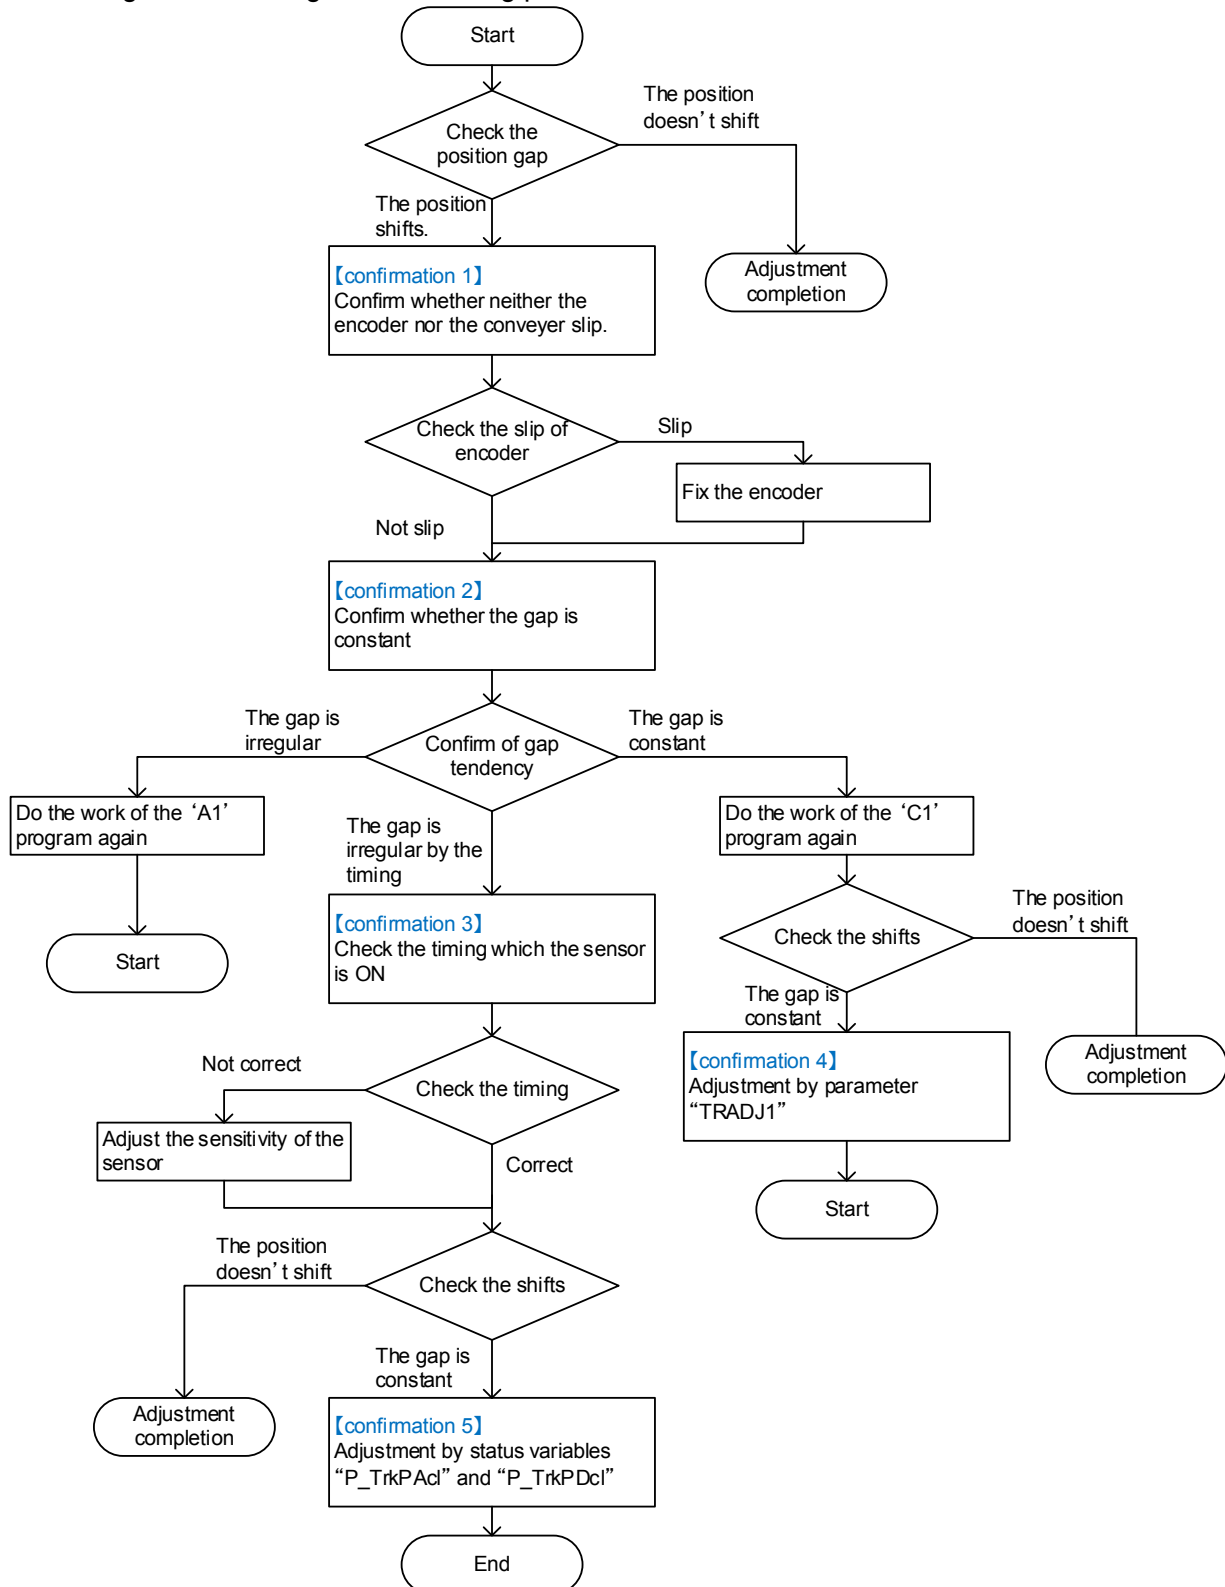 Start
The position
doesn’t shift
Check the
position gap
The position
shifts.
Adjustment
completion
【confirmation 1】
Confirm whether neither the
encoder nor the conveyer slip.
Check the slip of
encoder
Slip
Fix the encoder
Not slip
【confirmation 2】
Confirm whether the gap is
constant
The gap is
irregular
Confirm of gap
tendency
The gap is
constant
Do the work of the ‘A1’
program again
The gap is
irregular by the
timing
Do the work of the ‘C1’
program again
Start
【confirmation 3】
Check the timing which the sensor
is ON
Check the shifts
The position
doesn’t shift
The gap is
constant
Not correct
Check the timing
【confirmation 4】
Adjustment by parameter
“TRADJ1”
Adjustment
completion
Adjust the sensitivity of the
sensor
Correct
Start
The position
doesn’t shift
Check the shifts
The gap is
constant
Adjustment
completion
【confirmation 5】
Adjustment by status variables
“P_TrkPAcl” and “P_TrkPDcl”
End